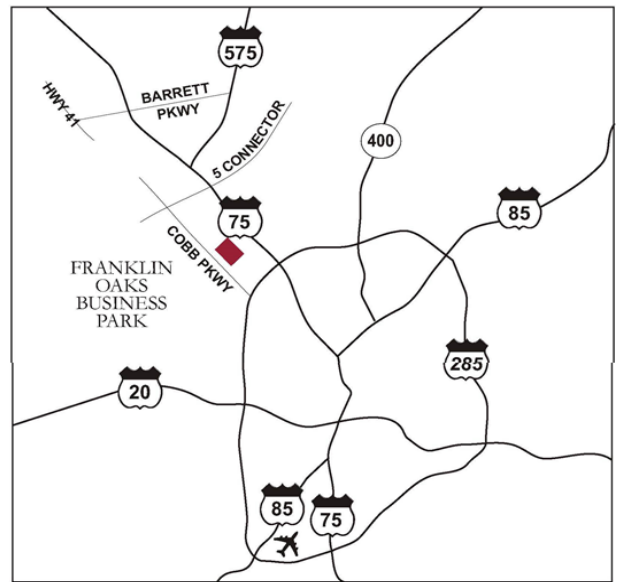 575
HWY 41
BARRETT
PKWY
5 CONNECTOR
400
75
85
COBB PKWY
FRANKLIN
OAKS
BUSINESS
PARK
285
20
85
75